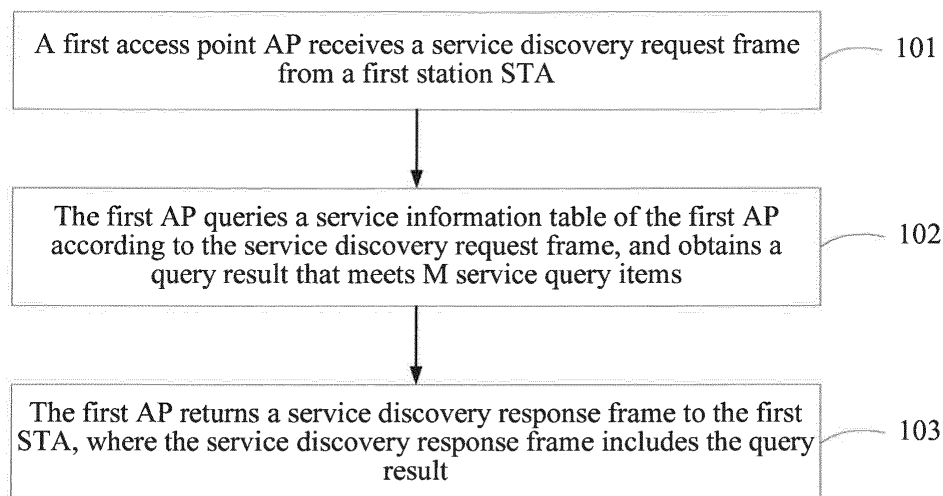 A first access point AP receives a service discovery request frame
from a first station STA
101
The first AP queries a service information table of the first AP
according to the service discovery request frame, and obtains a
query result that meets M service query items
102
The first AP returns a service discovery response frame to the first
STA, where the service discovery response frame includes the query
result
103